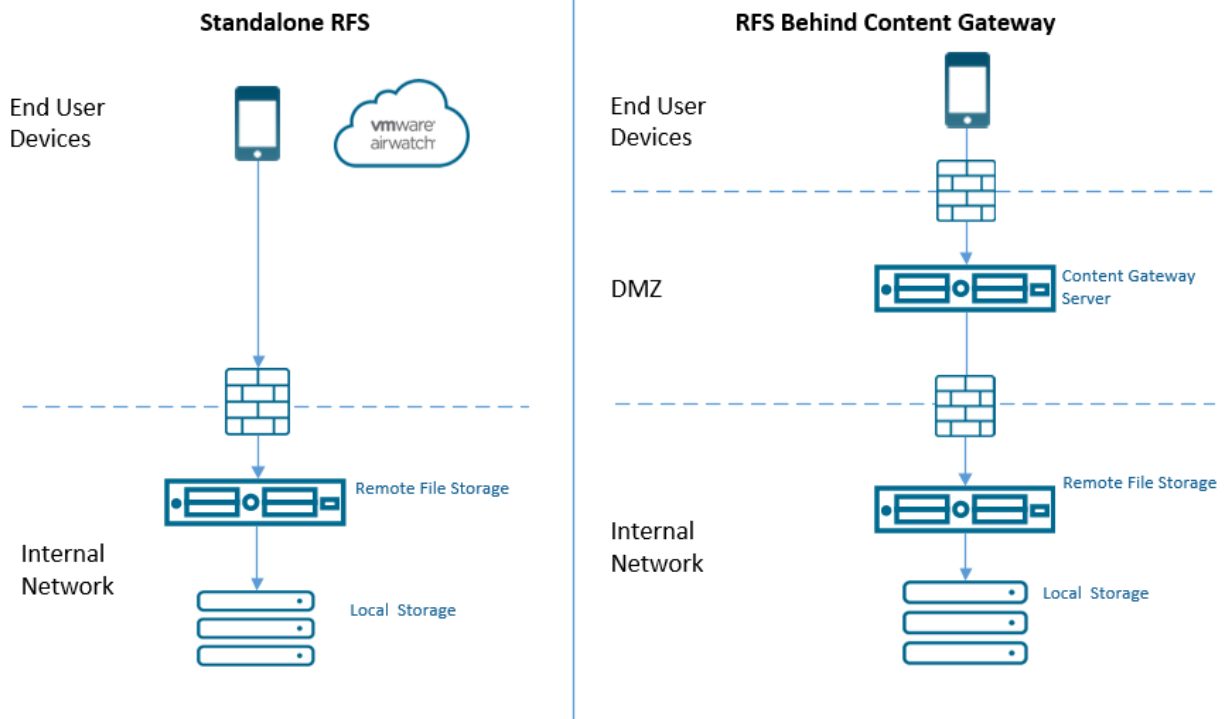 Standalone RFS
End User
Devices
vmware
airwatch
Remote File Storage
Internal
Network
Local Storage
RFS Behind Content Gateway
End User
Devices
DMZ
Content Gateway
Server
Remote File Storage
Internal
Network
Local Storage